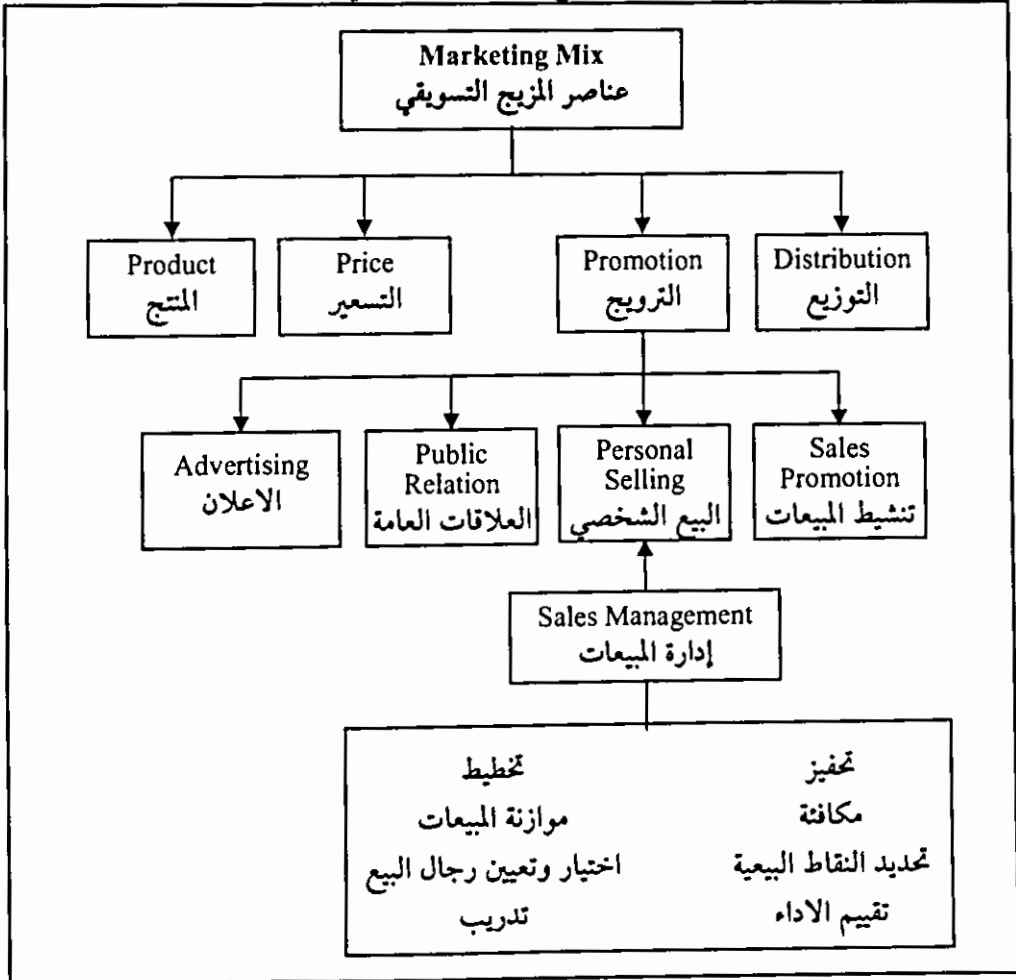 Marketing Mix
عناصر المزيج التسويقي
Product
المنتج
Price
التسعير
Promotion
الترويج
Distribution
التوزيع
Advertising
الاعلان
Public
Relation
العلاقات العامة
Personal
Selling
البيع الشخصي
Sales
Promotion
تنشيط المبيعات
Sales Management
إدارة المبيعات
تحفيز
تخطيط
مكافئة
موازنة المبيعات
تحديد النقاط البيعية
اختيار وتعيين رجال البيع
تقييم الاداء
تدريب